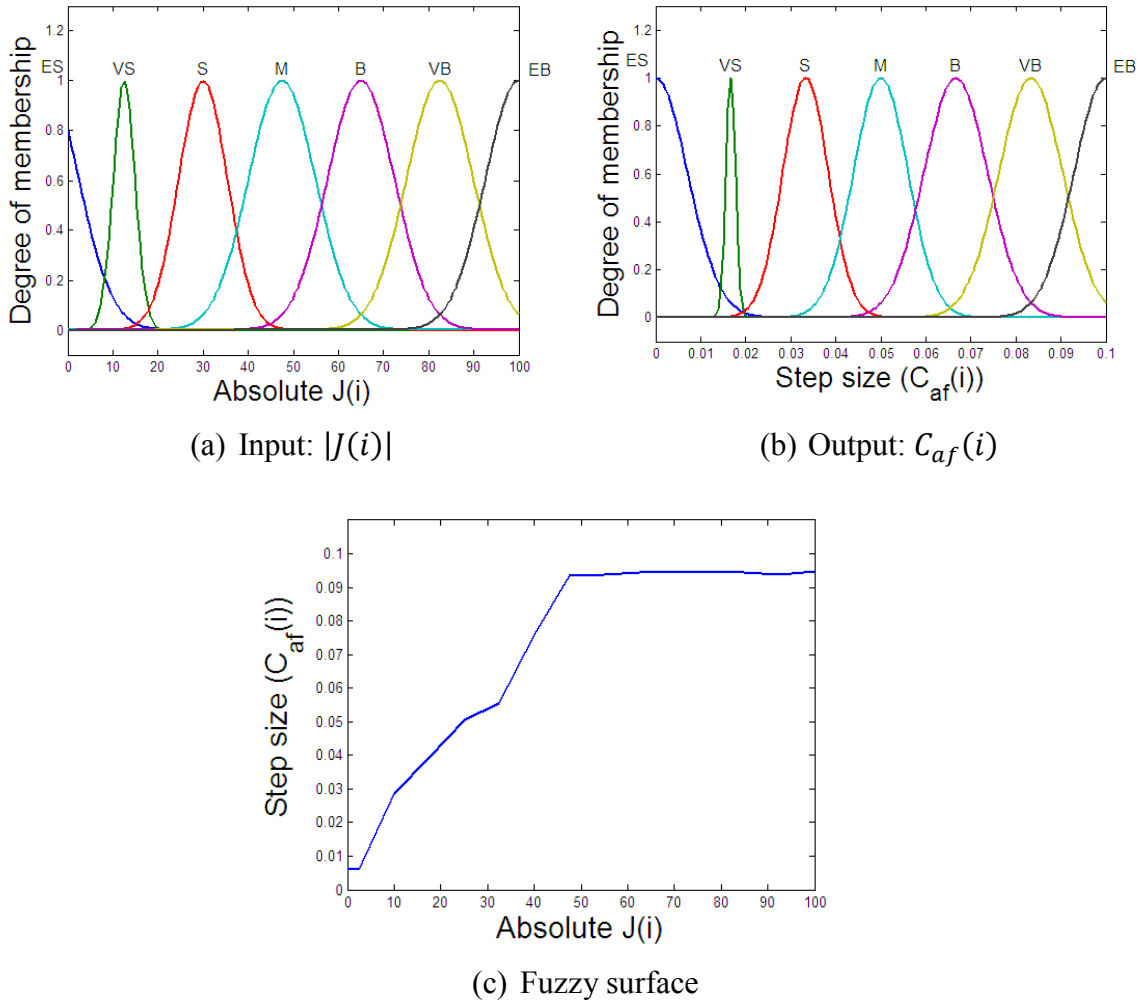 Degree of membership
1.2
1
0.8
0.6
0.4
0.2
0
ES VS S M B VB EB
0 10 20 30 40 50 60 70 80 90 100
Absolute J(i)
(a) Input: |J(i)|
Degree of membership
1.2
1
0.8
0.6
0.4
0.2
0
ES VS S M B VB EB
0 0.01 0.02 0.03 0.04 0.05 0.06 0.07 0.08 0.09 0.1
Step size (C_af(i))
(b) Output: C_af(i)
Step size (C_af(i))
0.1
0.09
0.08
0.07
0.06
0.05
0.04
0.03
0.02
0.01
0
0 10 20 30 40 50 60 70 80 90 100
Absolute J(i)
(c) Fuzzy surface